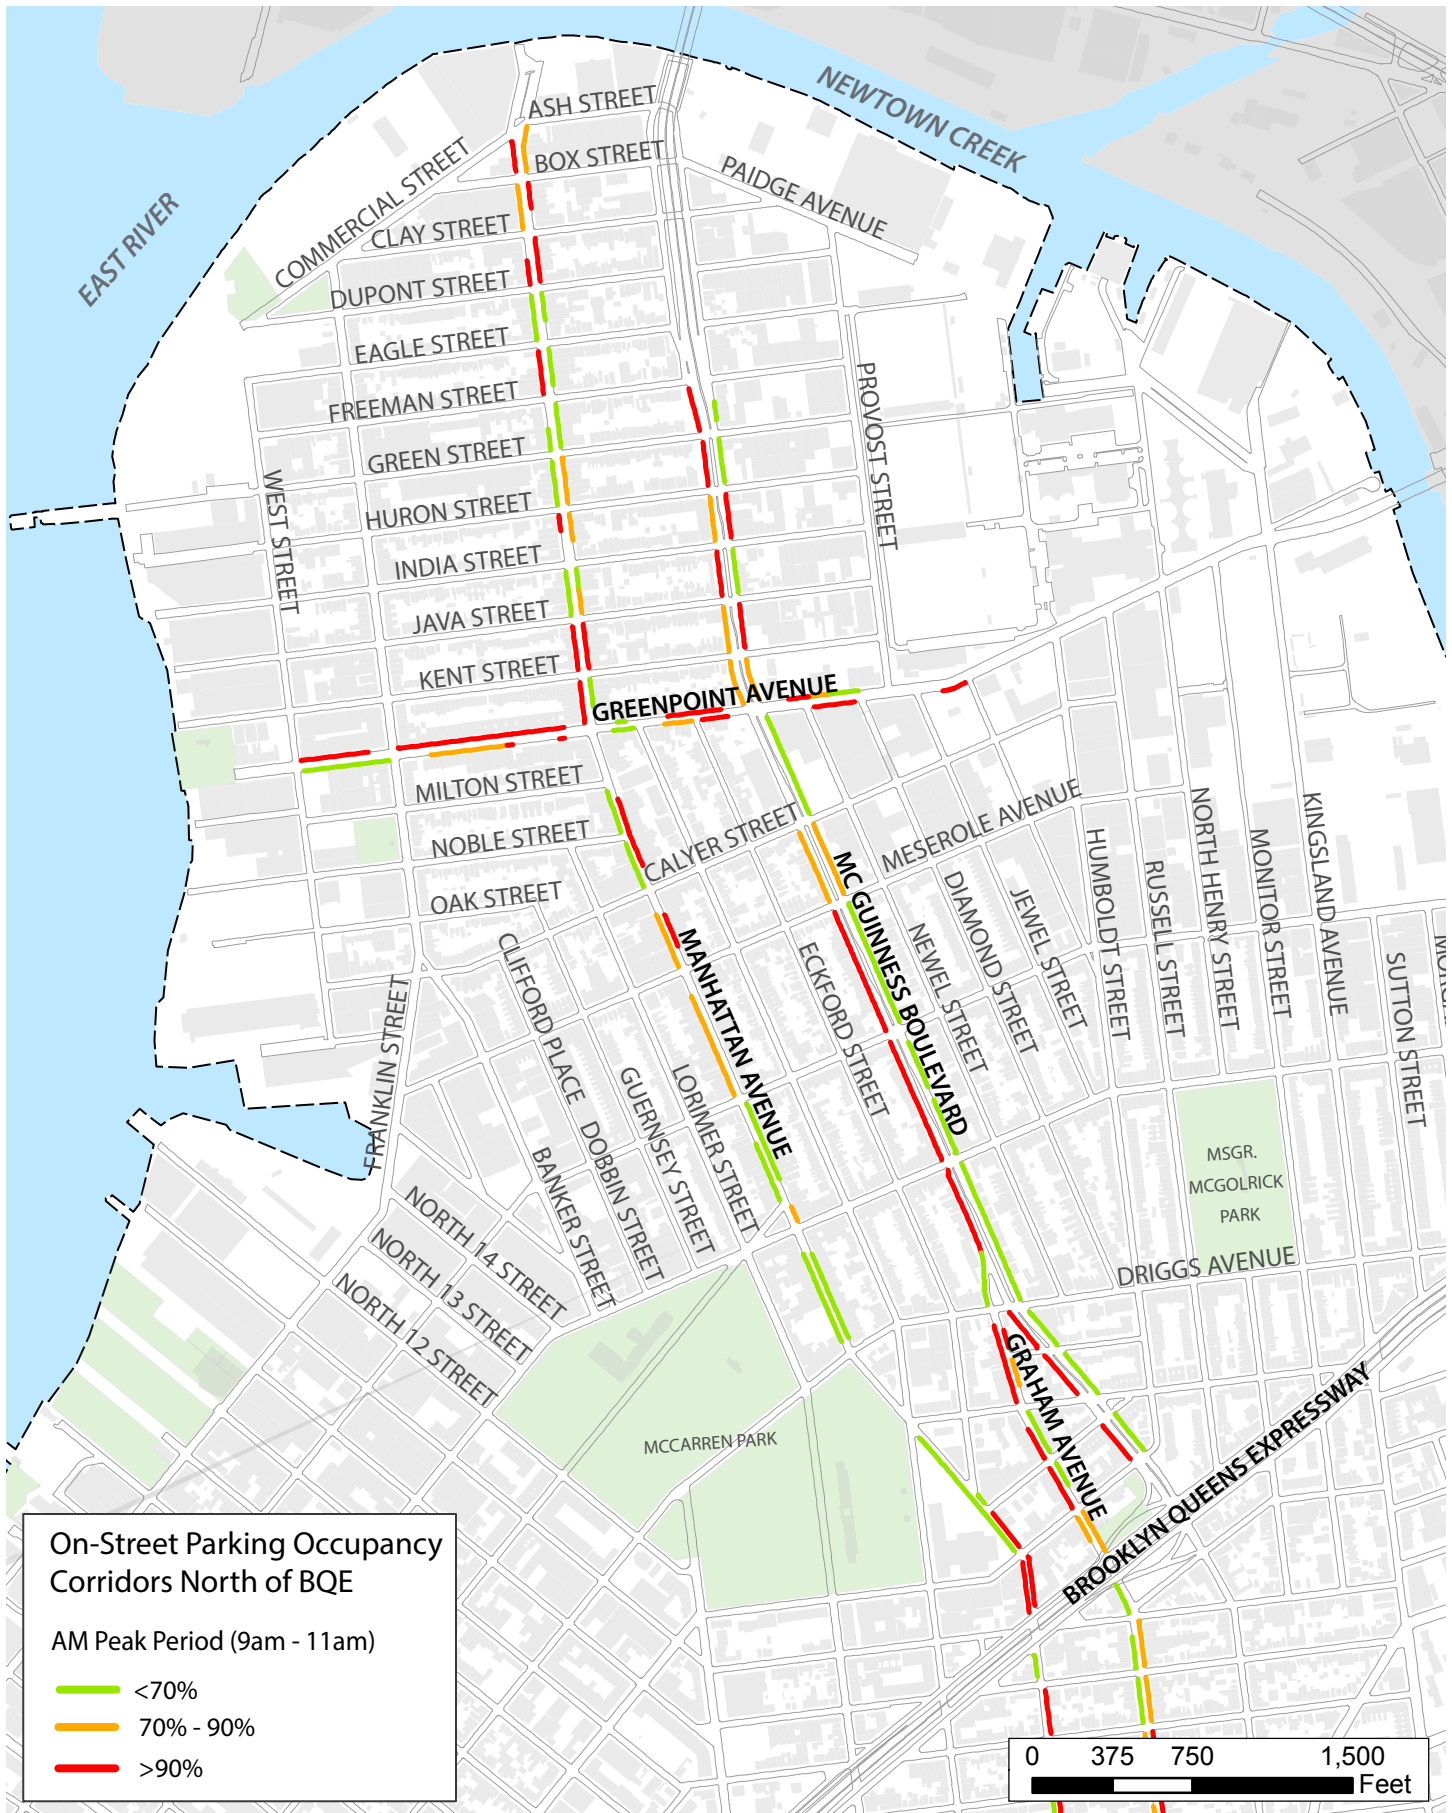 ASH STREET
NEWTOWN CREEK
BOX STREET
COMMERCIAL STREET
PAIDGE AVENUE
EAST RIVER
CLAY STREET
DUPONT STREET
EAGLE STREET
FREEMAN STREET
PROVOST STREET
GREEN STREET
WEST STREET
HURON STREET
INDIA STREET
JAVA STREET
KENT STREET
GREENPOINT AVENUE
MILTON STREET
NOBLE STREET
CALYER STREET
MESEROLE AVENUE
OAK STREET
MC GUINNESS BOULEVARD
MANHATTAN AVENUE
CLIFFORD PLACE
ECKFORD STREET
NEWEL STREET
DIAMOND STREET
JEWEL STREET
HUMBOLDT STREET
RUSSELL STREET
NORTH HENRY STREET
MONITOR STREET
KINGSLAND AVENUE
SUTTON STREET
FRANKLIN STREET
LORIMER STREET
GUERNSEY STREET
DOBBIN STREET
BANKER STREET
NORTH 14 STREET
NORTH 13 STREET
NORTH 12 STREET
MSGR.
MCGOLRICK
PARK
DRIGGS AVENUE
GRAHAM AVENUE
MCCARREN PARK
BROOKLYN QUEENS EXPRESSWAY
On-Street Parking Occupancy
Corridors North of BQE
AM Peak Period (9am - 11am)
<70%
70% - 90%
>90%
0 375 750 1,500
Feet